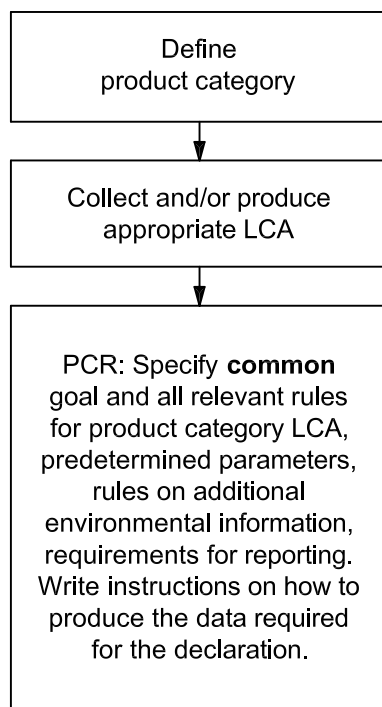 Define
product category
Collect and/or produce
appropriate LCA
PCR: Specify common
goal and all relevant rules
for product category LCA,
predetermined parameters,
rules on additional
environmental information,
requirements for reporting.
Write instructions on how to
produce the data required
for the declaration.